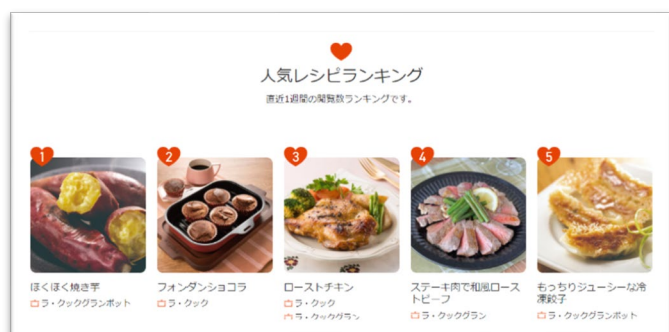 人気レシピランキング
直近1週間の閲覧数ランキングです。
1
2
3
4
5
ほくほく焼き芋
ラ・クックグランポット
フォンダンショコラ
ラ・クック
ローストチキン
ラ・クック
ラ・クックグラン
ステーキ肉で和風ロース
トビーフ
ラ・クックグラン
もっちりジューシーな冷
凍餃子
ラ・クックグランポット